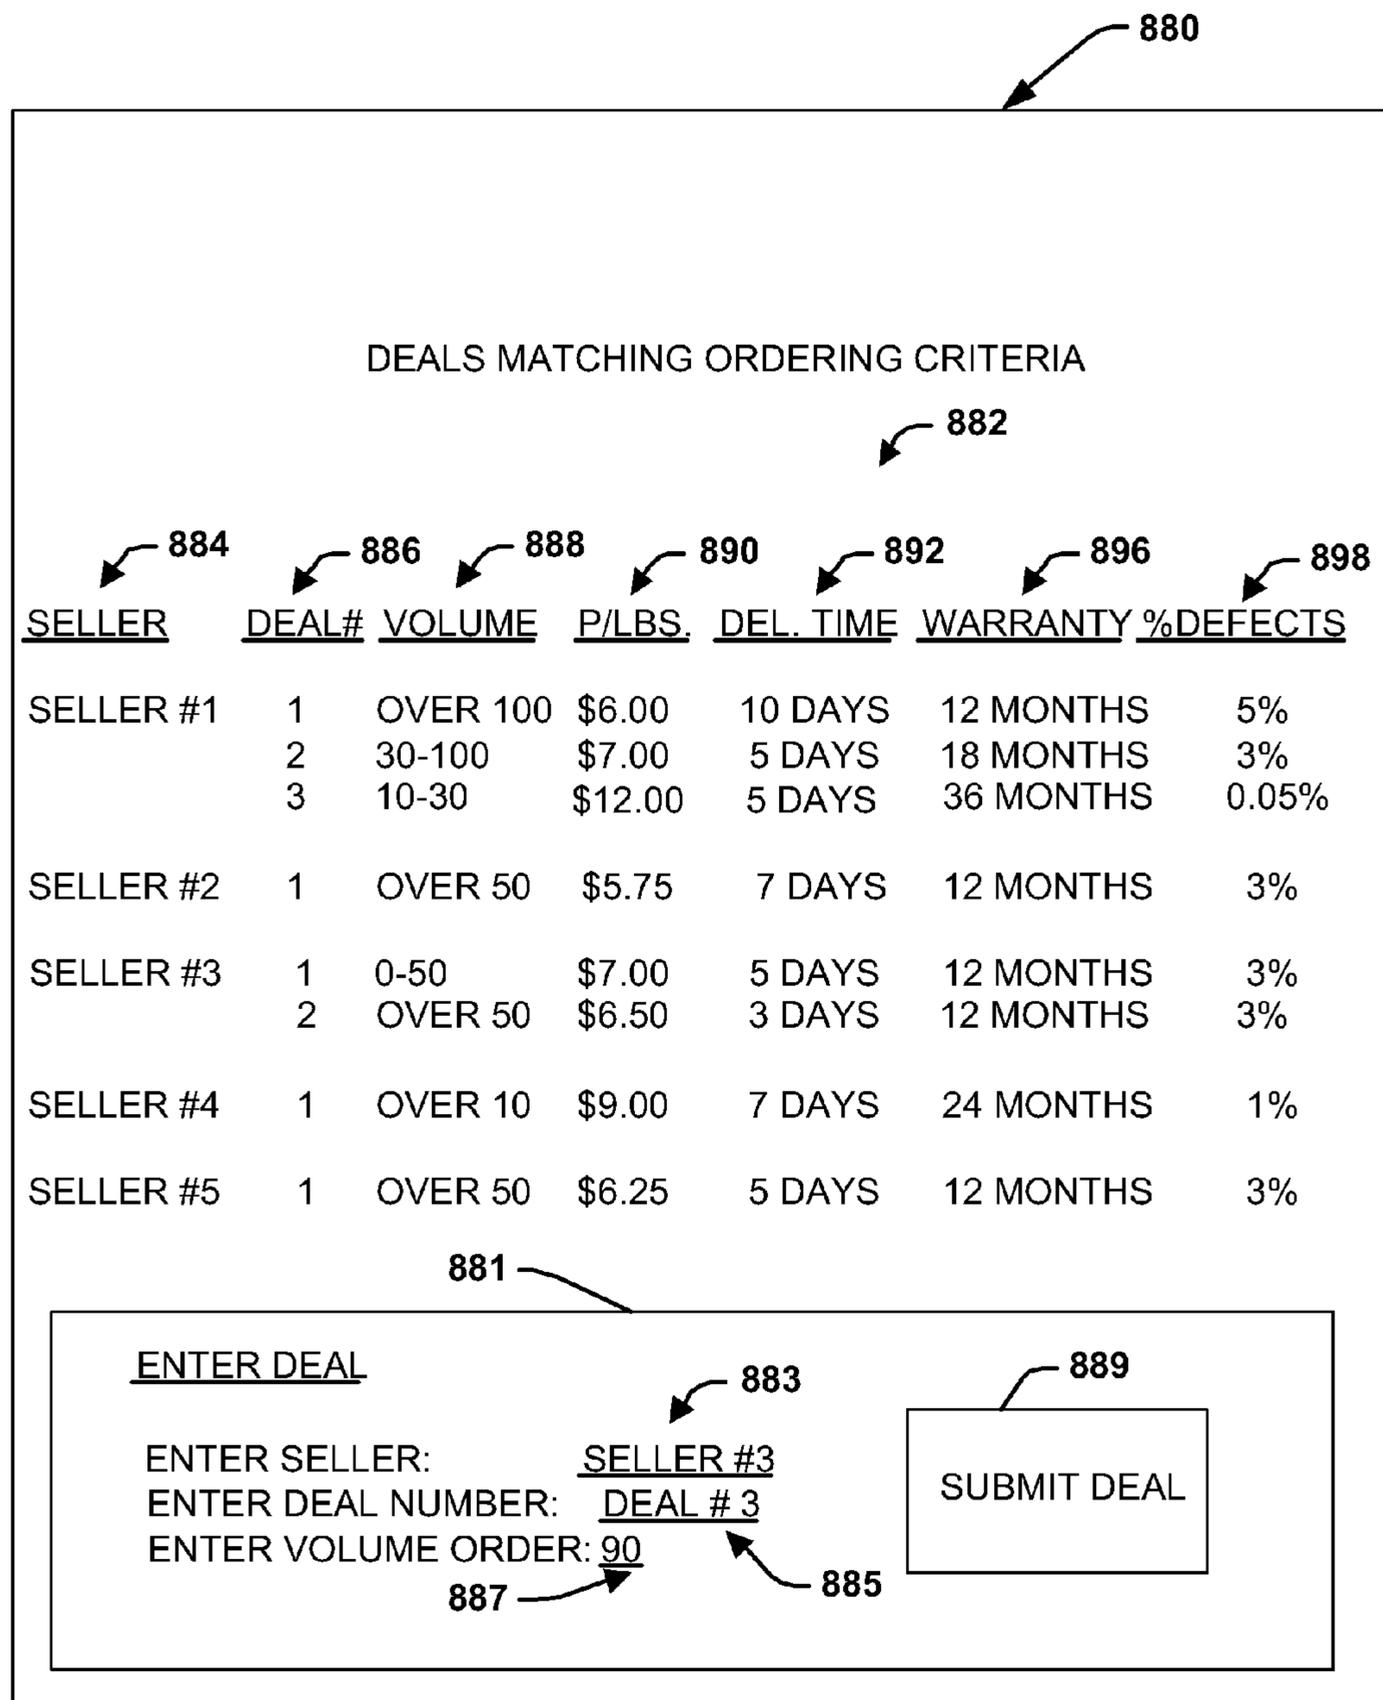 880
DEALS MATCHING ORDERING CRITERIA
882
884 886 888 890 892 896 898
SELLER DEAL# VOLUME P/LBS. DEL. TIME WARRANTY %DEFECTS
SELLER #1 1 OVER 100 $6.00 10 DAYS 12 MONTHS 5%
2 30-100 $7.00 5 DAYS 18 MONTHS 3%
3 10-30 $12.00 5 DAYS 36 MONTHS 0.05%
SELLER #2 1 OVER 50 $5.75 7 DAYS 12 MONTHS 3%
SELLER #3 1 0-50 $7.00 5 DAYS 12 MONTHS 3%
2 OVER 50 $6.50 3 DAYS 12 MONTHS 3%
SELLER #4 1 OVER 10 $9.00 7 DAYS 24 MONTHS 1%
SELLER #5 1 OVER 50 $6.25 5 DAYS 12 MONTHS 3%
881
ENTER DEAL
883
889
ENTER SELLER: SELLER #3
ENTER DEAL NUMBER: DEAL # 3
SUBMIT DEAL
ENTER VOLUME ORDER: 90
887
885